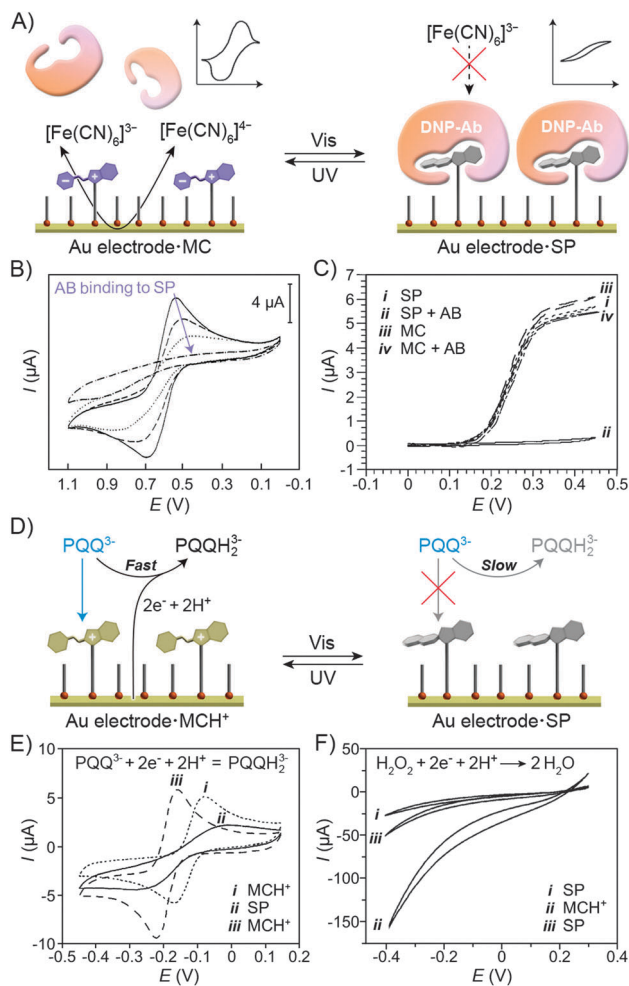 A)
[Fe(CN)₆]³⁻
[Fe(CN)₆]³⁻ [Fe(CN)₆]⁴⁻
Vis
UV
DNP-Ab DNP-Ab
Au electrode·MC
Au electrode·SP
B)
AB binding to SP
4 µA
I (µA)
1.1 0.9 0.7 0.5 0.3 0.1 -0.1
E (V)
C)
i SP
ii SP + AB
iii MC
iv MC + AB
iii
i
iv
ii
7
6
5
4
3
2
1
0
-1
I (µA)
-0.1 0 0.1 0.2 0.3 0.4 0.5
E (V)
D)
PQQ³⁻ PQQH₂³⁻
Fast
2e⁻ + 2H⁺
Vis
UV
PQQ³⁻ PQQH₂³⁻
Slow
Au electrode·MCH⁺
Au electrode·SP
E)
PQQ³⁻ + 2e⁻ + 2H⁺ = PQQH₂³⁻
iii i
ii
i MCH⁺
ii SP
iii MCH⁺
10
5
0
-5
-10
I (µA)
-0.5 -0.4 -0.3 -0.2 -0.1 0 0.1 0.2
E (V)
F)
H₂O₂ + 2e⁻ + 2H⁺ → 2 H₂O
i
iii
ii
i SP
ii MCH⁺
iii SP
50
0
-50
-100
-150
I (µA)
-0.4 -0.2 0 0.2 0.4
E (V)